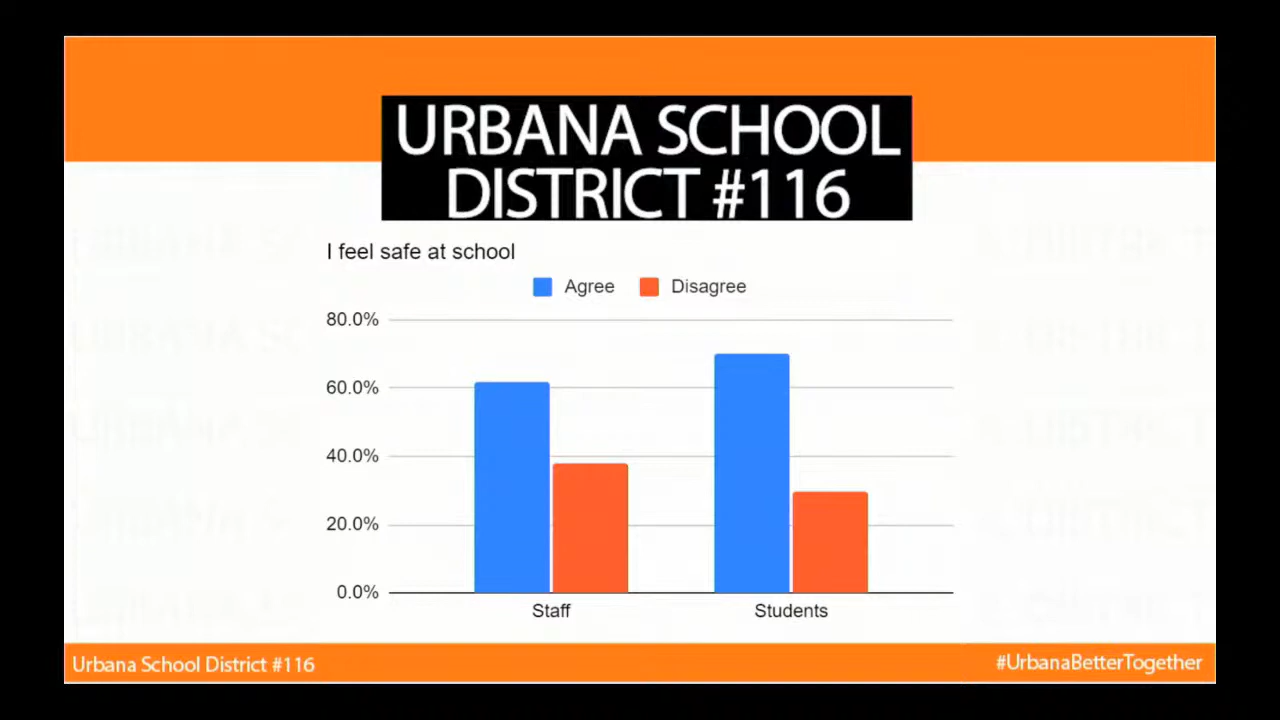 URBANA SCHOOL
DISTRICT #116
I feel safe at school
Agree Disagree
80.0%
60.0%
40.0%
20.0%
0.0%
Staff Students
Urbana School District #116 #UrbanaBetterTogether